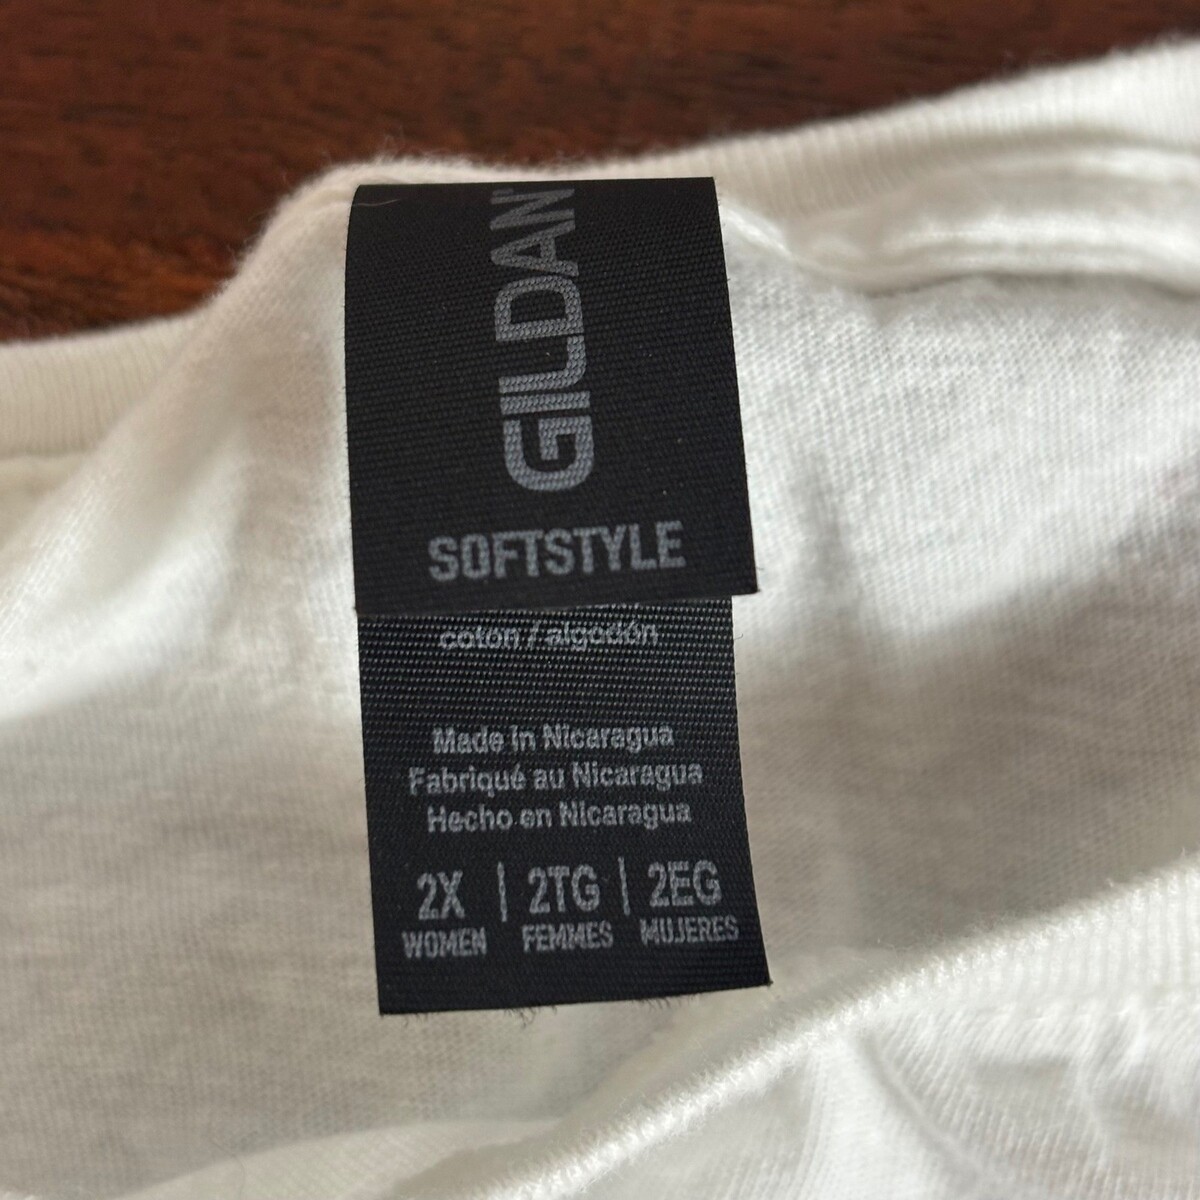 GILDAN
SOFTSTYLE
coton / algodón
Made in Nicaragua
Fabriqué au Nicaragua
Hecho en Nicaragua
2X | 2TG | 2EG
WOMEN FEMMES MUJERES